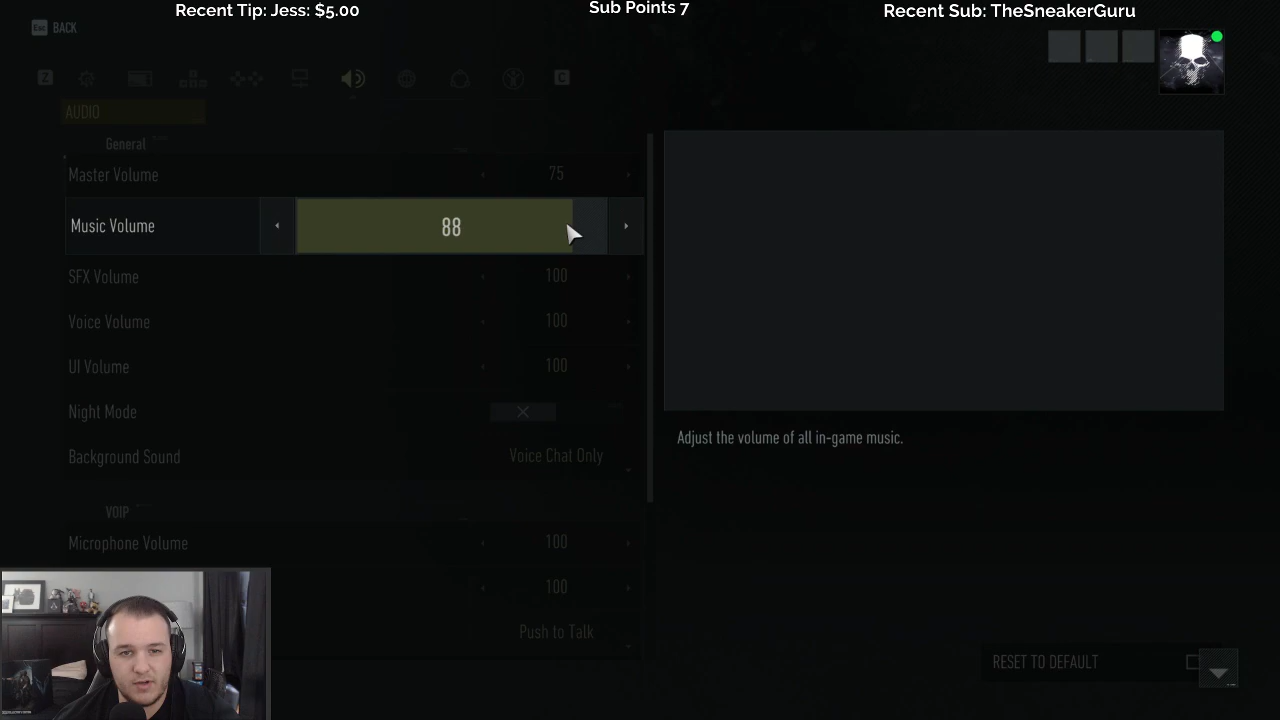 Recent Tip: Jess: $5.00
Sub Points 7
Recent Sub: TheSneakerGuru
Esc BACK
Z
C
AUDIO
General
Master Volume 75
Music Volume 88
SFX Volume 100
Voice Volume 100
UI Volume 100
Night Mode
Background Sound Voice Chat Only
VOIP
Microphone Volume 100
100
Push to Talk
Adjust the volume of all in-game music.
RESET TO DEFAULT